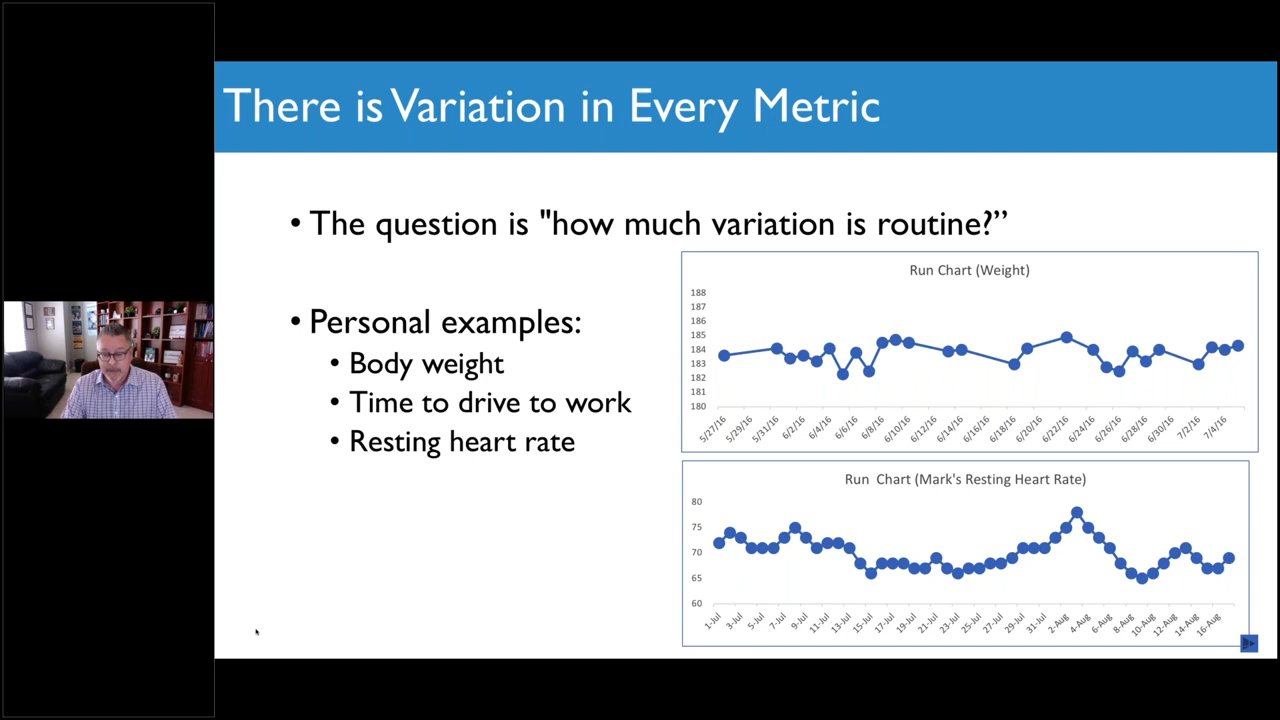 There is Variation in Every Metric
• The question is "how much variation is routine?”
• Personal examples:
• Body weight
• Time to drive to work
• Resting heart rate
Run Chart (Weight)
188
187
186
185
184
183
182
181
180
5/27/16 5/29/16 5/31/16 6/2/16 6/4/16 6/6/16 6/8/16 6/10/16 6/12/16 6/14/16 6/16/16 6/18/16 6/20/16 6/22/16 6/24/16 6/26/16 6/28/16 6/30/16 7/2/16 7/4/16
Run Chart (Mark's Resting Heart Rate)
80
75
70
65
60
1-Jul 3-Jul 5-Jul 7-Jul 9-Jul 11-Jul 13-Jul 15-Jul 17-Jul 19-Jul 21-Jul 23-Jul 25-Jul 27-Jul 29-Jul 31-Jul 2-Aug 4-Aug 6-Aug 8-Aug 10-Aug 12-Aug 14-Aug 16-Aug